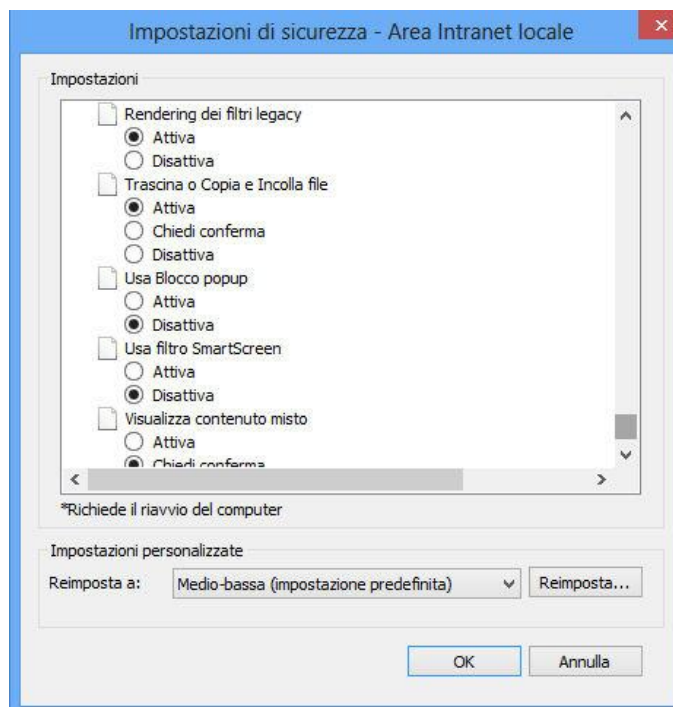 Impostazioni di sicurezza - Area Intranet locale
Impostazioni
Rendering dei filtri legacy
Attiva
Disattiva
Trascina o Copia e Incolla file
Attiva
Chiedi conferma
Disattiva
Usa Blocco popup
Attiva
Disattiva
Usa filtro SmartScreen
Attiva
Disattiva
Visualizza contenuto misto
Attiva
Chiedi conferma
*Richiede il riavvio del computer
Impostazioni personalizzate
Reimposta a: Medio-bassa (impostazione predefinita) Reimposta...
OK Annulla